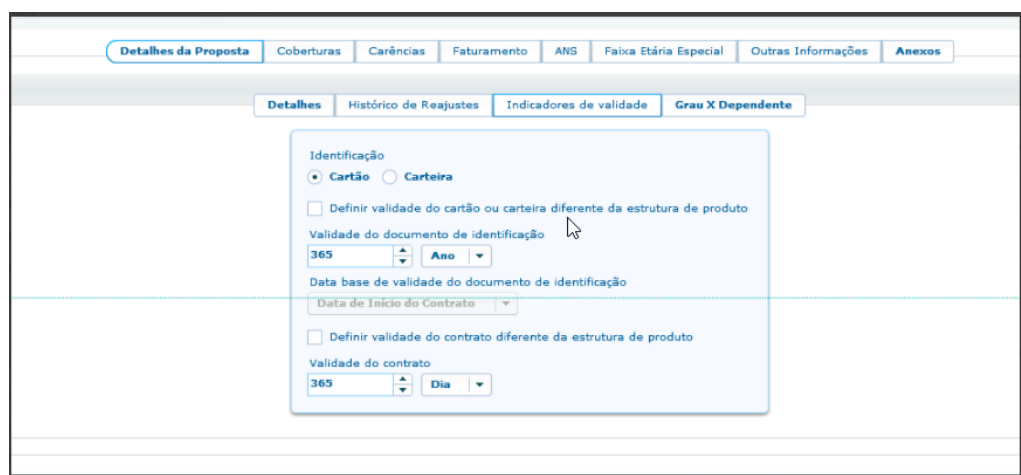 Detalhes da Proposta Coberturas Carências Faturamento ANS Faixa Etária Especial Outras Informações Anexos
Detalhes Histórico de Reajustes Indicadores de validade Grau X Dependente
Identificação
Cartão Carteira
Definir validade do cartão ou carteira diferente da estrutura de produto
Validade do documento de identificação
365 Ano
Data base de validade do documento de identificação
Data de Início do Contrato
Definir validade do contrato diferente da estrutura de produto
Validade do contrato
365 Dia